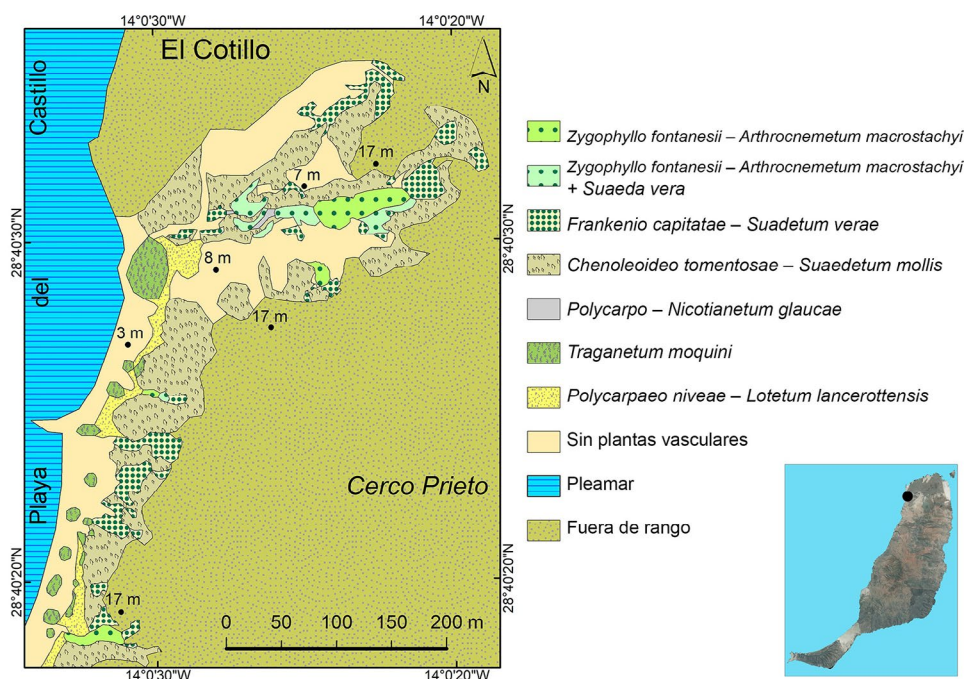 14°0'30"W
14°0'20"W
El Cotillo
N
Playa del Castillo
28°40'30"N
28°40'30"N
17 m
7 m
8 m
17 m
3 m
Cerco Prieto
28°40'20"N
28°40'20"N
17 m
0 50 100 150 200 m
14°0'30"W
14°0'20"W
Zygophyllo fontanesii – Arthrocnemetum macrostachyi
Zygophyllo fontanesii – Arthrocnemetum macrostachyi
+ Suaeda vera
Frankenio capitatae – Suadetum verae
Chenoleoideo tomentosae – Suaedetum mollis
Polycarpo – Nicotianetum glaucae
Traganetum moquini
Polycarpaeo niveae – Lotetum lancerottensis
Sin plantas vasculares
Pleamar
Fuera de rango